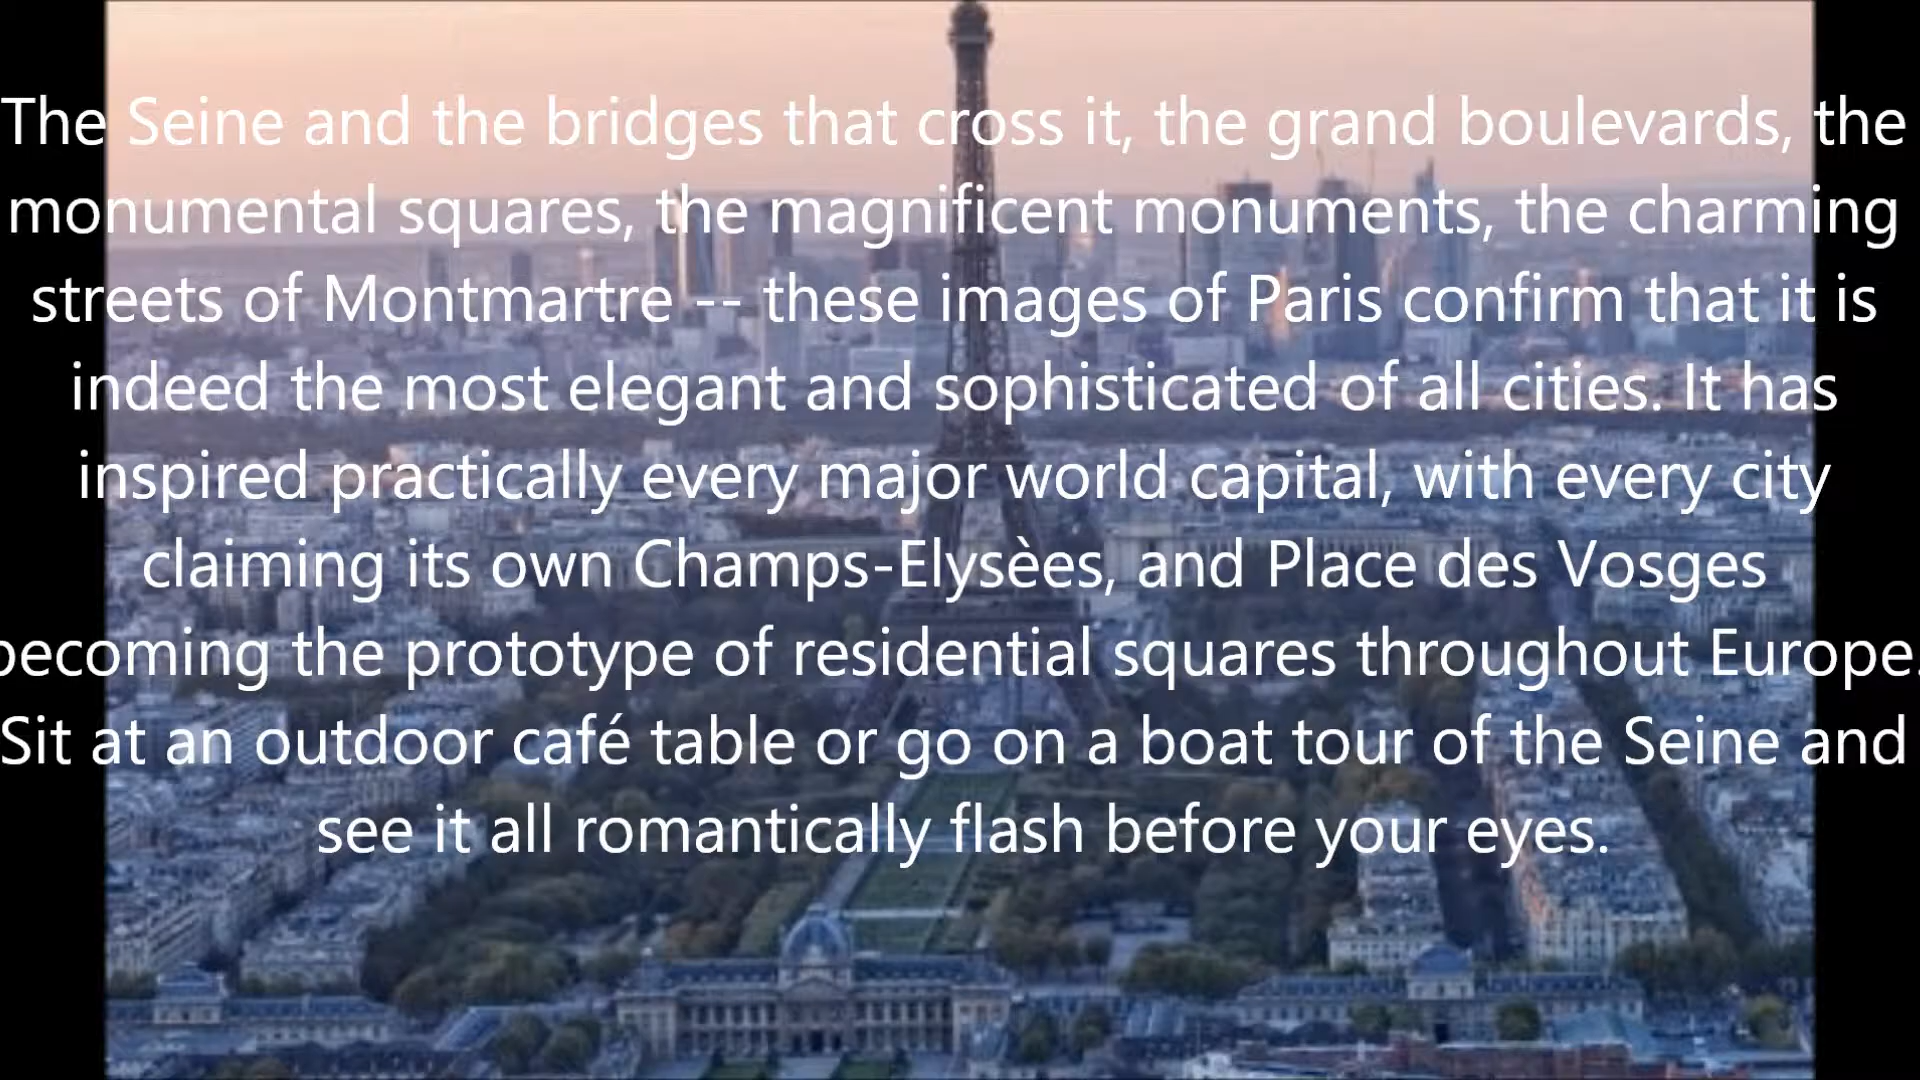 The Seine and the bridges that cross it, the grand boulevards, the
monumental squares, the magnificent monuments, the charming
streets of Montmartre -- these images of Paris confirm that it is
indeed the most elegant and sophisticated of all cities. It has
inspired practically every major world capital, with every city
claiming its own Champs-Elysèes, and Place des Vosges
becoming the prototype of residential squares throughout Europe.
Sit at an outdoor café table or go on a boat tour of the Seine and
see it all romantically flash before your eyes.